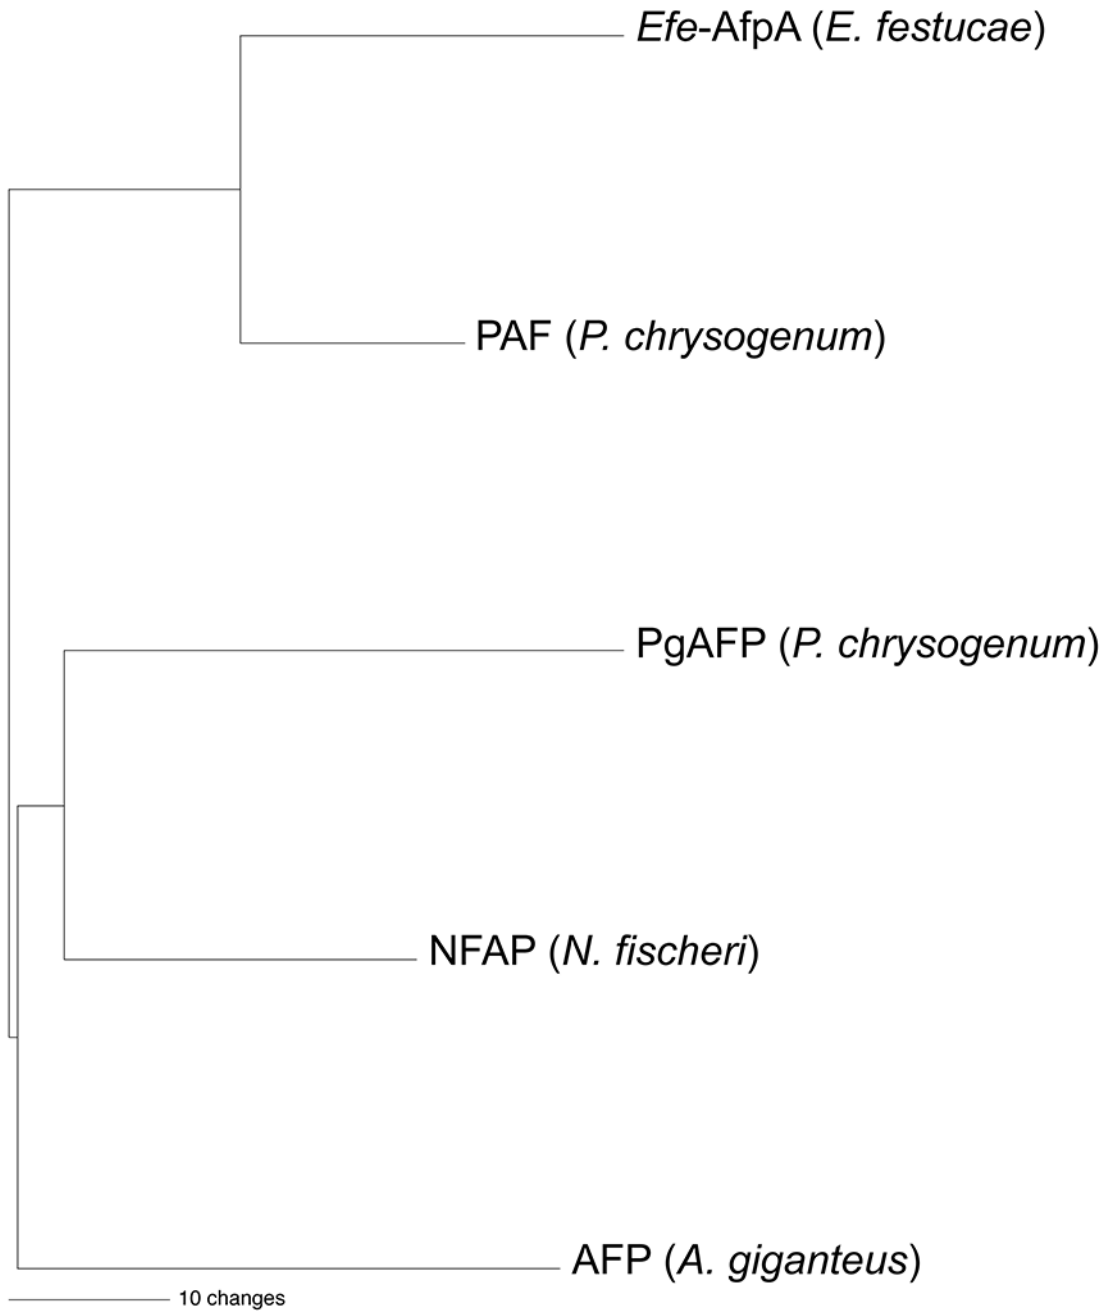 Efe-AfpA (E. festucae)
PAF (P. chrysogenum)
PgAFP (P. chrysogenum)
NFAP (N. fischeri)
AFP (A. giganteus)
10 changes